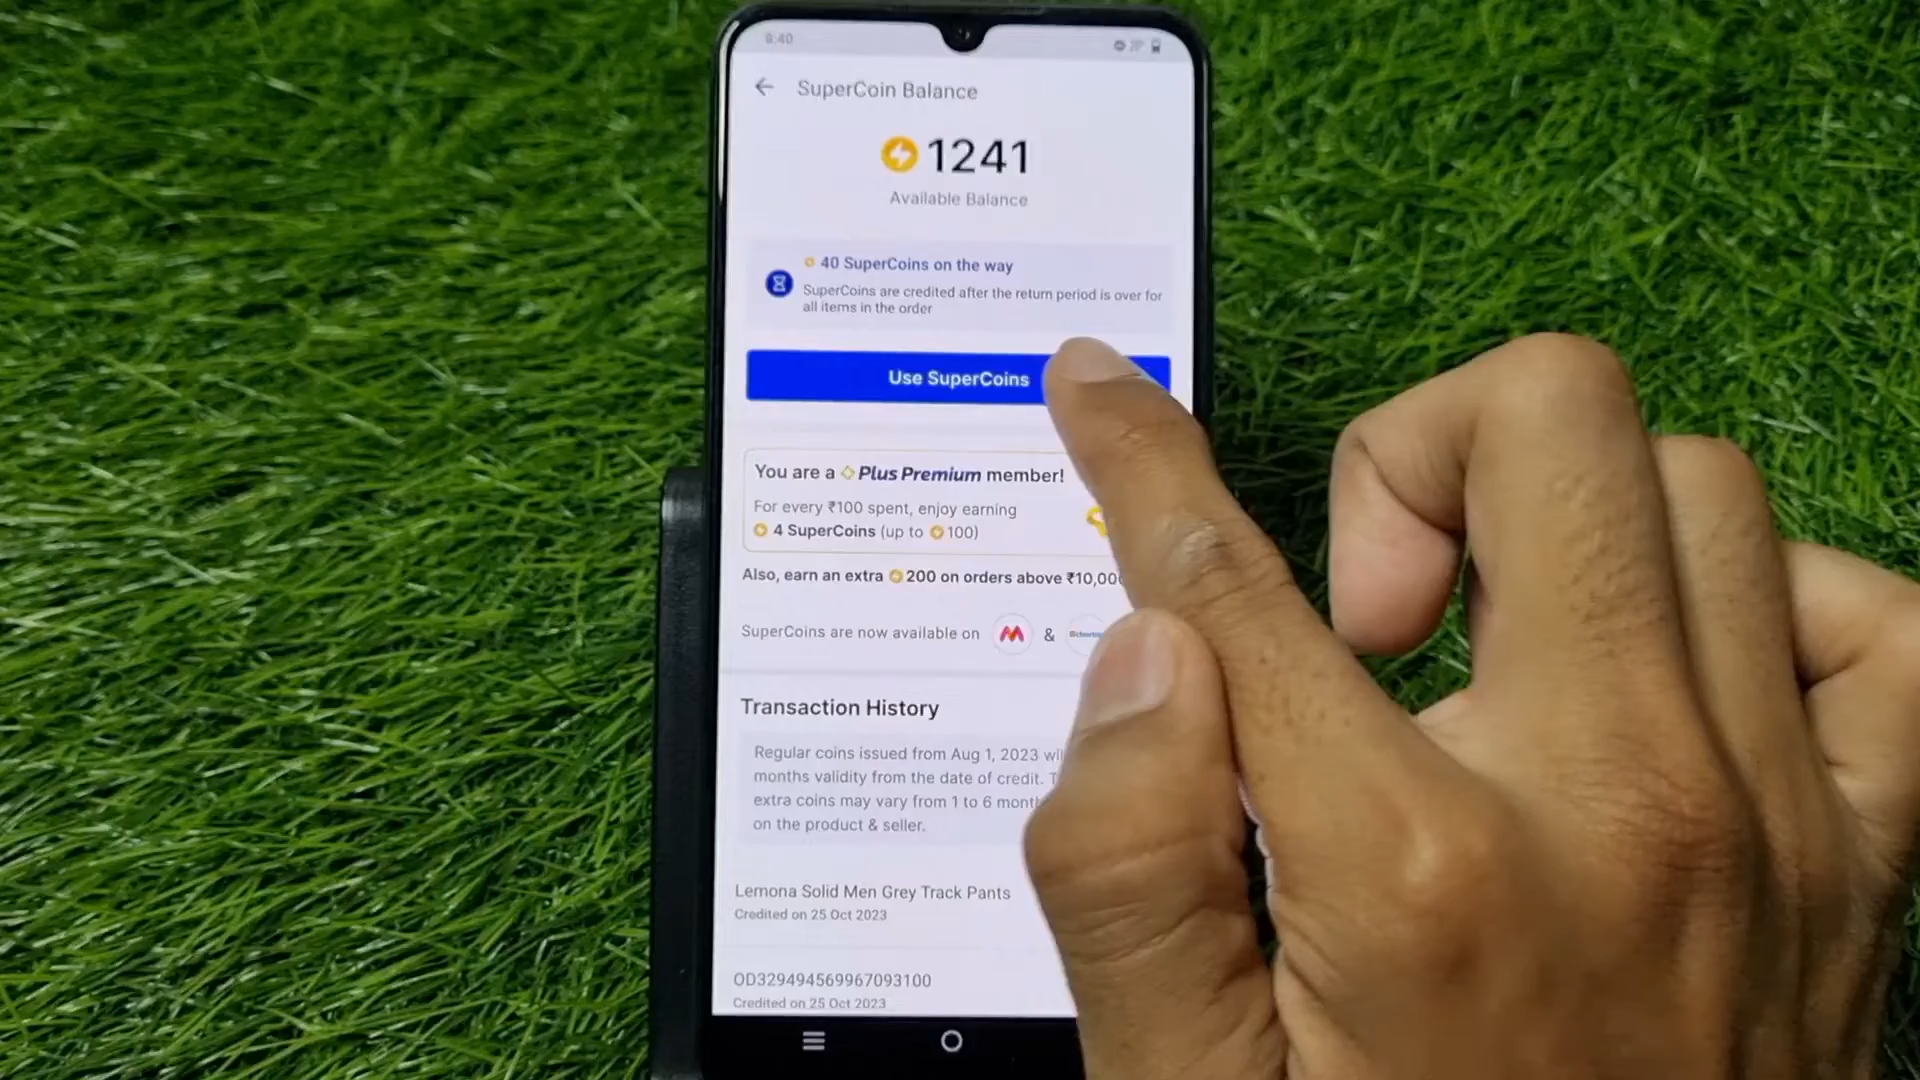 8:40
SuperCoin Balance
1241
Available Balance
40 SuperCoins on the way
SuperCoins are credited after the return period is over for
all items in the order
Use SuperCoins
You are a Plus Premium member!
For every ₹100 spent, enjoy earning
4 SuperCoins (up to 100)
Also, earn an extra 200 on orders above ₹10,00
SuperCoins are now available on &
Transaction History
Regular coins issued from Aug 1, 2023
months validity from the date of credit.
extra coins may vary from 1 to 6
on the product & seller.
Lemona Solid Men Grey Track Pants
Credited on 25 Oct 2023
OD329494569967093100
Credited on 25 Oct 2023